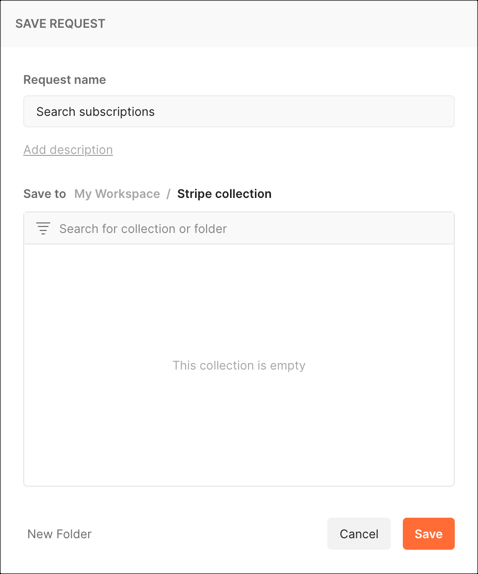 SAVE REQUEST
Request name
Search subscriptions
Add description
Save to My Workspace / Stripe collection
Search for collection or folder
This collection is empty
New Folder Cancel Save